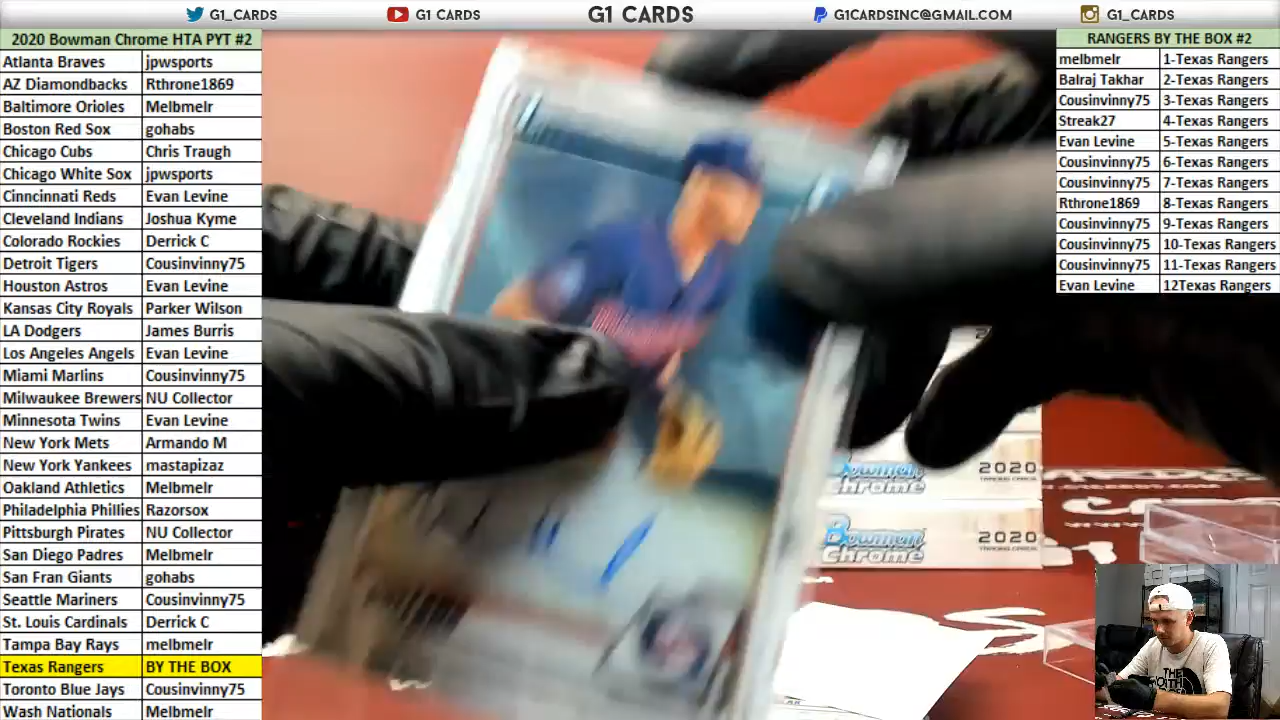 G1_CARDS G1 CARDS G1 CARDS G1CARDSINC@GMAIL.COM G1_CARDS
2020 Bowman Chrome HTA PYT #2
Atlanta Braves jpwsports
AZ Diamondbacks Rthrone1869
Baltimore Orioles Melbmelr
Boston Red Sox gohabs
Chicago Cubs Chris Traugh
Chicago White Sox jpwsports
Cinncinnati Reds Evan Levine
Cleveland Indians Joshua Kyme
Colorado Rockies Derrick C
Detroit Tigers Cousinvinny75
Houston Astros Evan Levine
Kansas City Royals Parker Wilson
LA Dodgers James Burris
Los Angeles Angels Evan Levine
Miami Marlins Cousinvinny75
Milwaukee Brewers NU Collector
Minnesota Twins Evan Levine
New York Mets Armando M
New York Yankees mastapizaz
Oakland Athletics Melbmelr
Philadelphia Phillies Razorsox
Pittsburgh Pirates NU Collector
San Diego Padres Melbmelr
San Fran Giants gohabs
Seattle Mariners Cousinvinny75
St. Louis Cardinals Derrick C
Tampa Bay Rays melbmelr
Texas Rangers BY THE BOX
Toronto Blue Jays Cousinvinny75
Wash Nationals Melbmelr
RANGERS BY THE BOX #2
melbmelr 1-Texas Rangers
Balraj Takhar 2-Texas Rangers
Cousinvinny75 3-Texas Rangers
Streak27 4-Texas Rangers
Evan Levine 5-Texas Rangers
Cousinvinny75 6-Texas Rangers
Cousinvinny75 7-Texas Rangers
Rthrone1869 8-Texas Rangers
Cousinvinny75 9-Texas Rangers
Cousinvinny75 10-Texas Rangers
Cousinvinny75 11-Texas Rangers
Evan Levine 12Texas Rangers
Bowman Chrome 2020
Bowman Chrome 2020
TRADING CARDS
THE NORTH